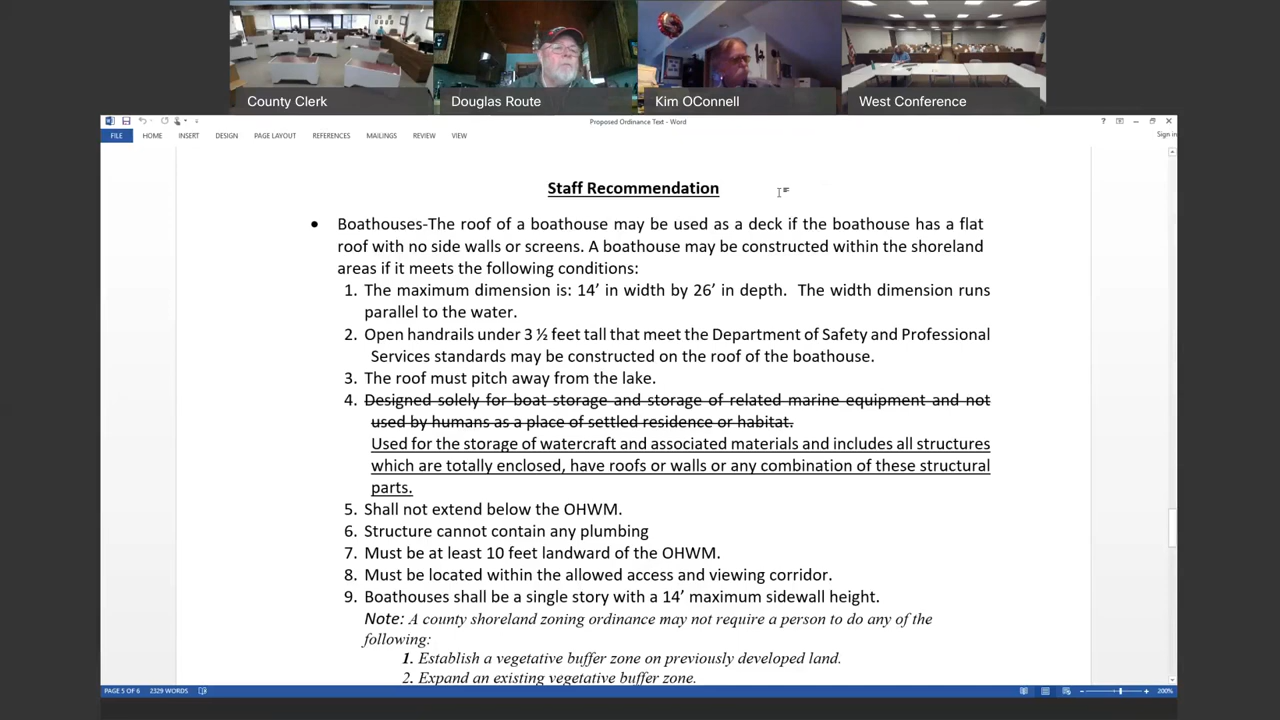 County Clerk
Douglas Route
Kim OConnell
West Conference
Proposed Ordinance Text - Word
?
Sign in
FILE HOME INSERT DESIGN PAGE LAYOUT REFERENCES MAILINGS REVIEW VIEW
Staff Recommendation
• Boathouses-The roof of a boathouse may be used as a deck if the boathouse has a flat
roof with no side walls or screens. A boathouse may be constructed within the shoreland
areas if it meets the following conditions:
1. The maximum dimension is: 14’ in width by 26’ in depth. The width dimension runs
parallel to the water.
2. Open handrails under 3 ½ feet tall that meet the Department of Safety and Professional
Services standards may be constructed on the roof of the boathouse.
3. The roof must pitch away from the lake.
4. Designed solely for boat storage and storage of related marine equipment and not
used by humans as a place of settled residence or habitat.
Used for the storage of watercraft and associated materials and includes all structures
which are totally enclosed, have roofs or walls or any combination of these structural
parts.
5. Shall not extend below the OHWM.
6. Structure cannot contain any plumbing
7. Must be at least 10 feet landward of the OHWM.
8. Must be located within the allowed access and viewing corridor.
9. Boathouses shall be a single story with a 14’ maximum sidewall height.
Note: A county shoreland zoning ordinance may not require a person to do any of the
following:
1. Establish a vegetative buffer zone on previously developed land.
2. Expand an existing vegetative buffer zone.
PAGE 5 OF 6 2329 WORDS
200%